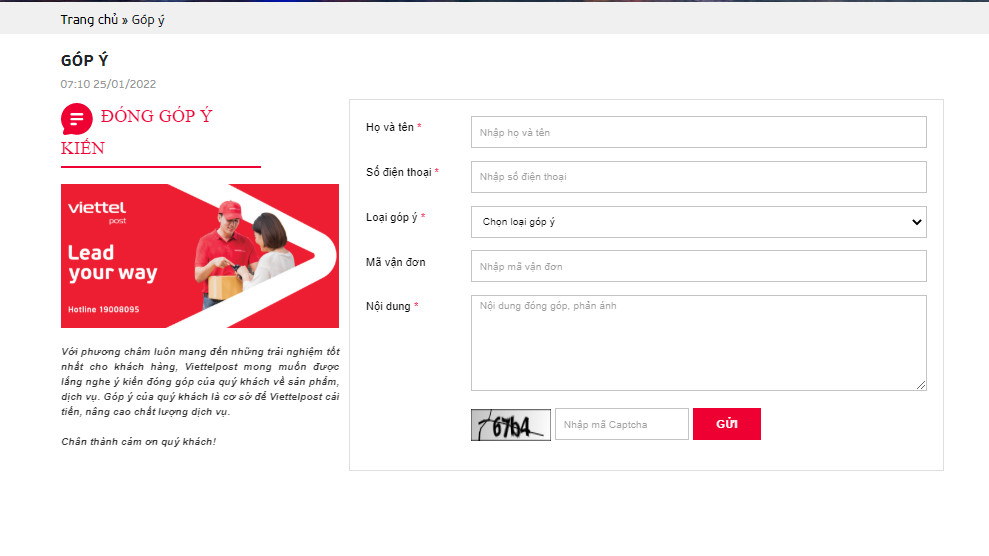 Trang chủ » Góp ý
GÓP Ý
07:10 25/01/2022
ĐÓNG GÓP Ý
KIẾN
viettel
post
Lead
your way
Hotline 19008095
Với phương châm luôn mang đến những trải nghiệm tốt
nhất cho khách hàng, Viettelpost mong muốn được
lắng nghe ý kiến đóng góp của quý khách về sản phẩm,
dịch vụ. Góp ý của quý khách là cơ sở để Viettelpost cải
tiến, nâng cao chất lượng dịch vụ.
Chân thành cảm ơn quý khách!
Họ và tên *
Nhập họ và tên
Số điện thoại *
Nhập số điện thoại
Loại góp ý *
Chọn loại góp ý
Mã vận đơn
Nhập mã vận đơn
Nội dung *
Nội dung đóng góp, phản ánh
67b4
Nhập mã Captcha
GỬI